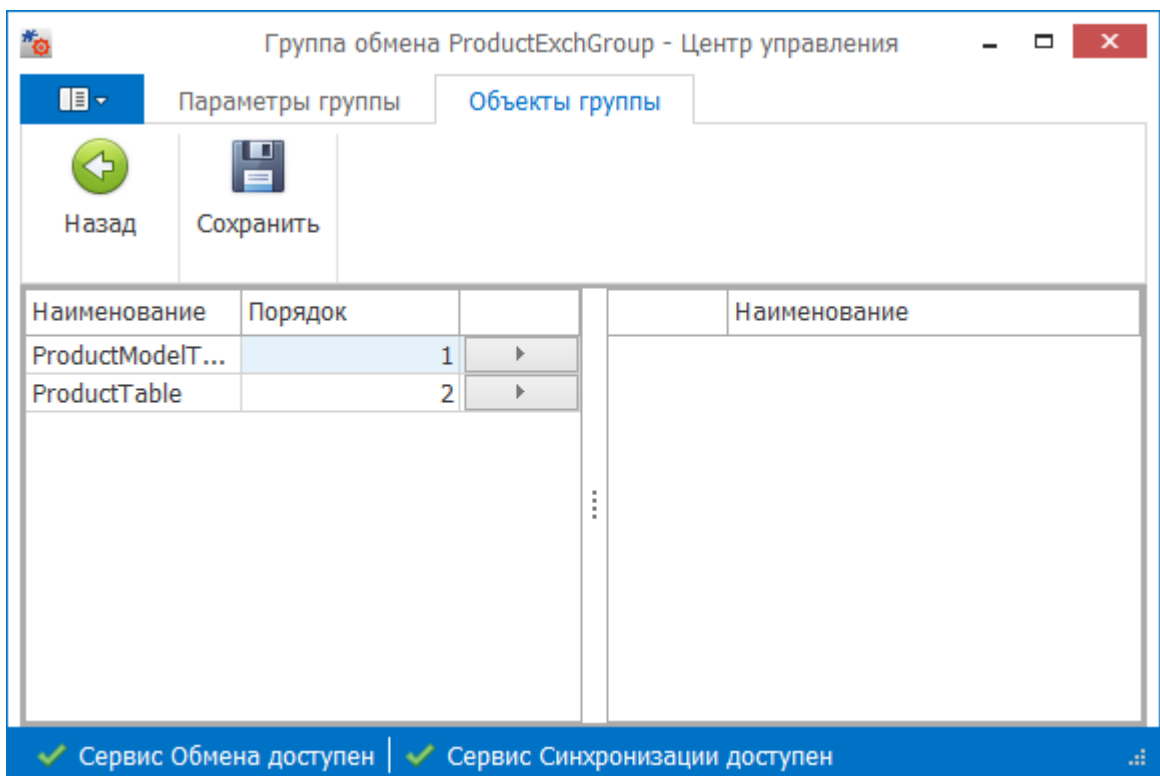 Группа обмена ProductExchGroup - Центр управления
Параметры группы Объекты группы
Назад Сохранить
Наименование Порядок Наименование
ProductModelT... 1
ProductTable 2
Сервис Обмена доступен Сервис Синхронизации доступен